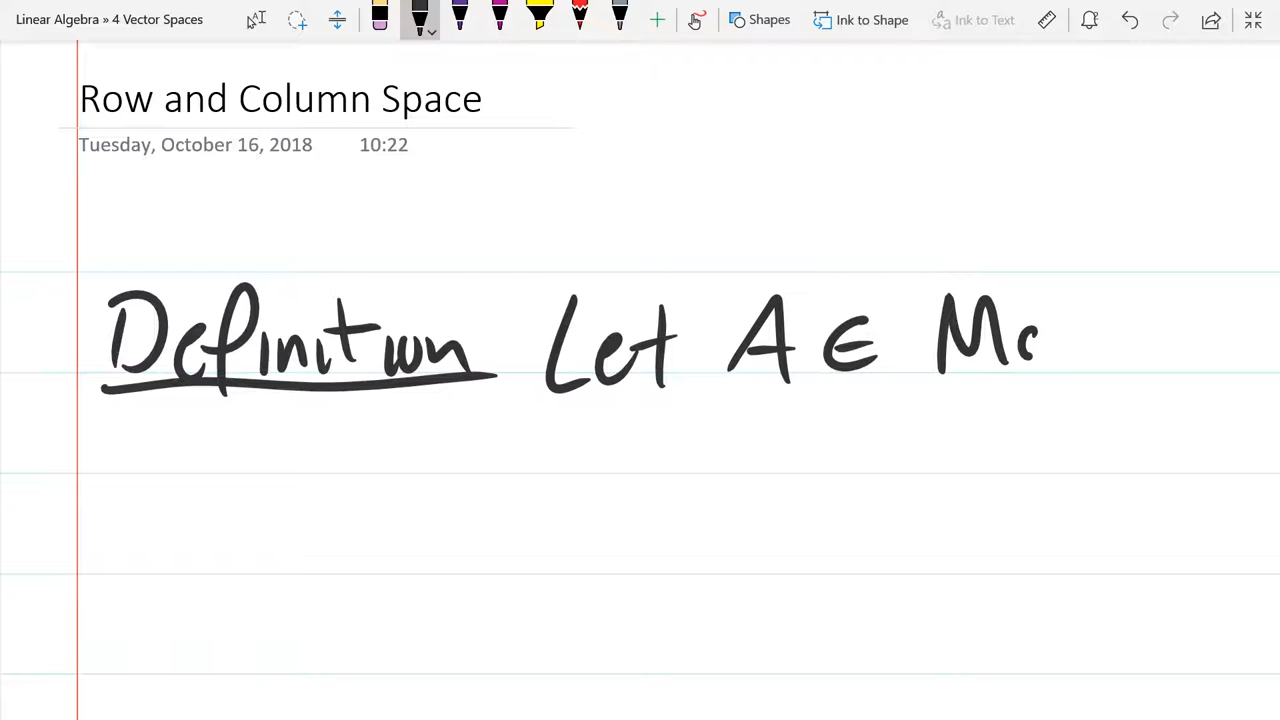 Linear Algebra » 4 Vector Spaces
Shapes
Ink to Shape
Ink to Text
Row and Column Space
Tuesday, October 16, 2018 10:22
Definition Let A ∈ M